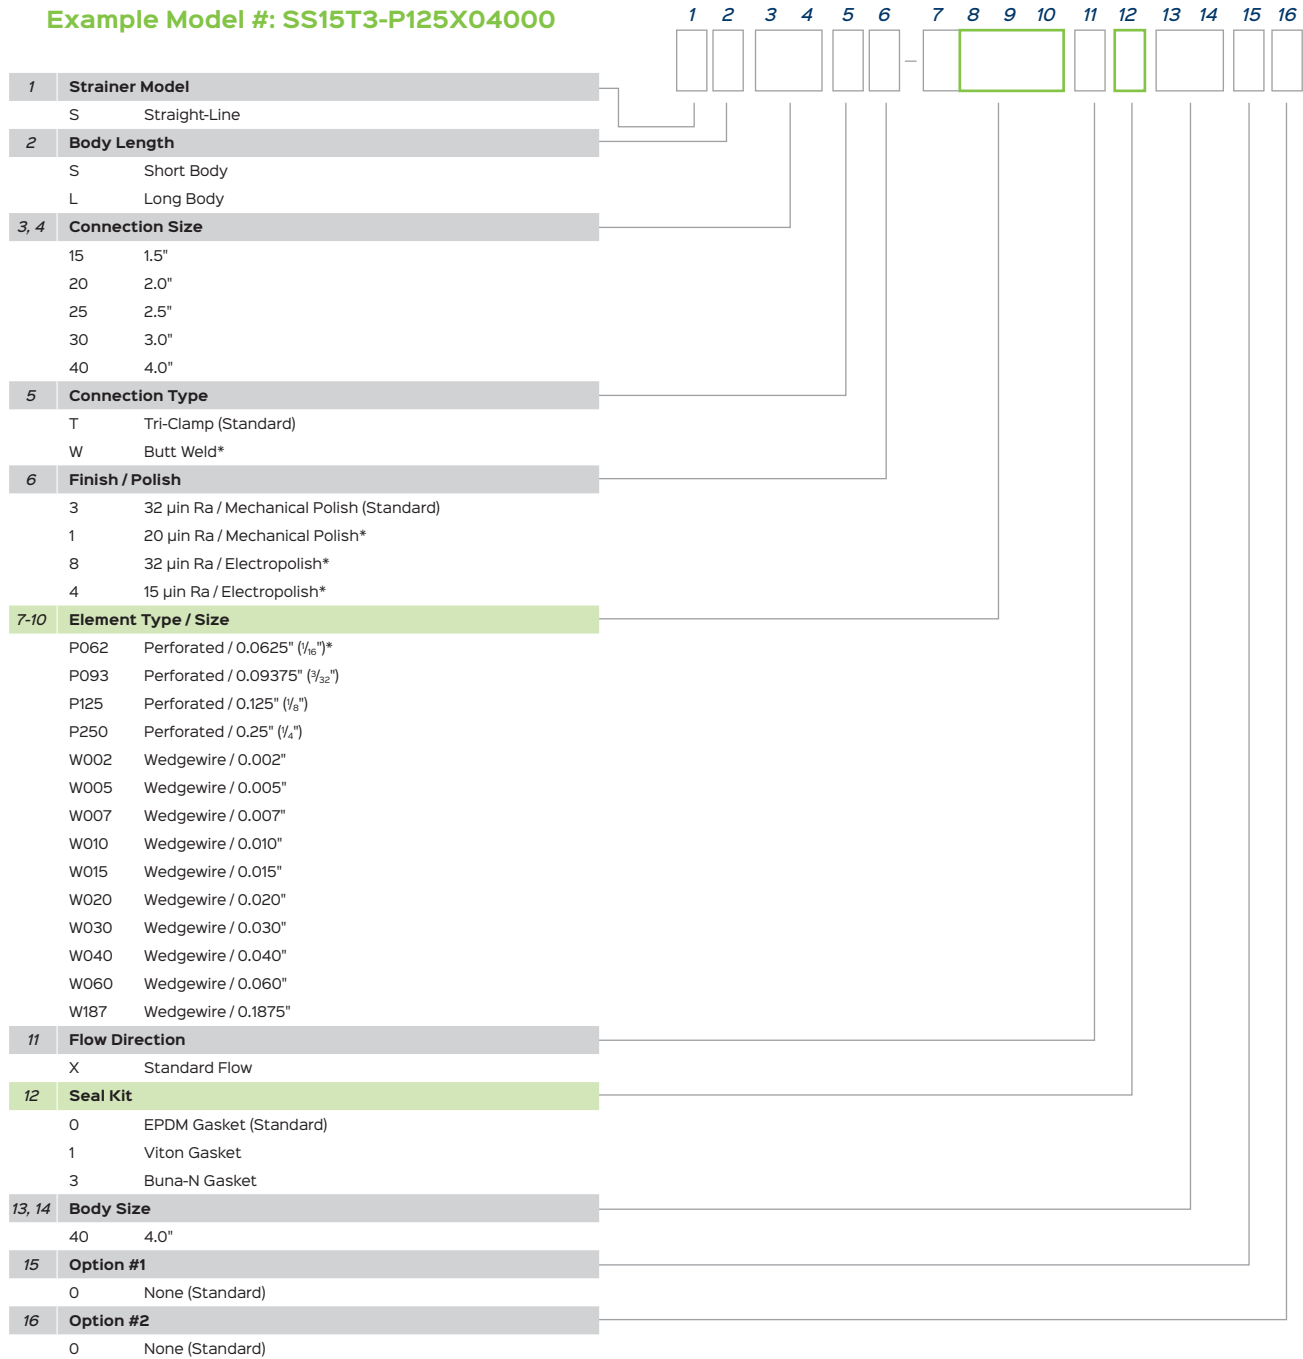 Example Model #: SS15T3-P125X04000
1 2 3 4 5 6 7 8 9 10 11 12 13 14 15 16
–
1 Strainer Model
S Straight-Line
2 Body Length
S Short Body
L Long Body
3, 4 Connection Size
15 1.5"
20 2.0"
25 2.5"
30 3.0"
40 4.0"
5 Connection Type
T Tri-Clamp (Standard)
W Butt Weld*
6 Finish / Polish
3 32 µin Ra / Mechanical Polish (Standard)
1 20 µin Ra / Mechanical Polish*
8 32 µin Ra / Electropolish*
4 15 µin Ra / Electropolish*
7-10 Element Type / Size
P062 Perforated / 0.0625" (1/16")*
P093 Perforated / 0.09375" (3/32")
P125 Perforated / 0.125" (1/8")
P250 Perforated / 0.25" (1/4")
W002 Wedgewire / 0.002"
W005 Wedgewire / 0.005"
W007 Wedgewire / 0.007"
W010 Wedgewire / 0.010"
W015 Wedgewire / 0.015"
W020 Wedgewire / 0.020"
W030 Wedgewire / 0.030"
W040 Wedgewire / 0.040"
W060 Wedgewire / 0.060"
W187 Wedgewire / 0.1875"
11 Flow Direction
X Standard Flow
12 Seal Kit
0 EPDM Gasket (Standard)
1 Viton Gasket
3 Buna-N Gasket
13, 14 Body Size
40 4.0"
15 Option #1
0 None (Standard)
16 Option #2
0 None (Standard)